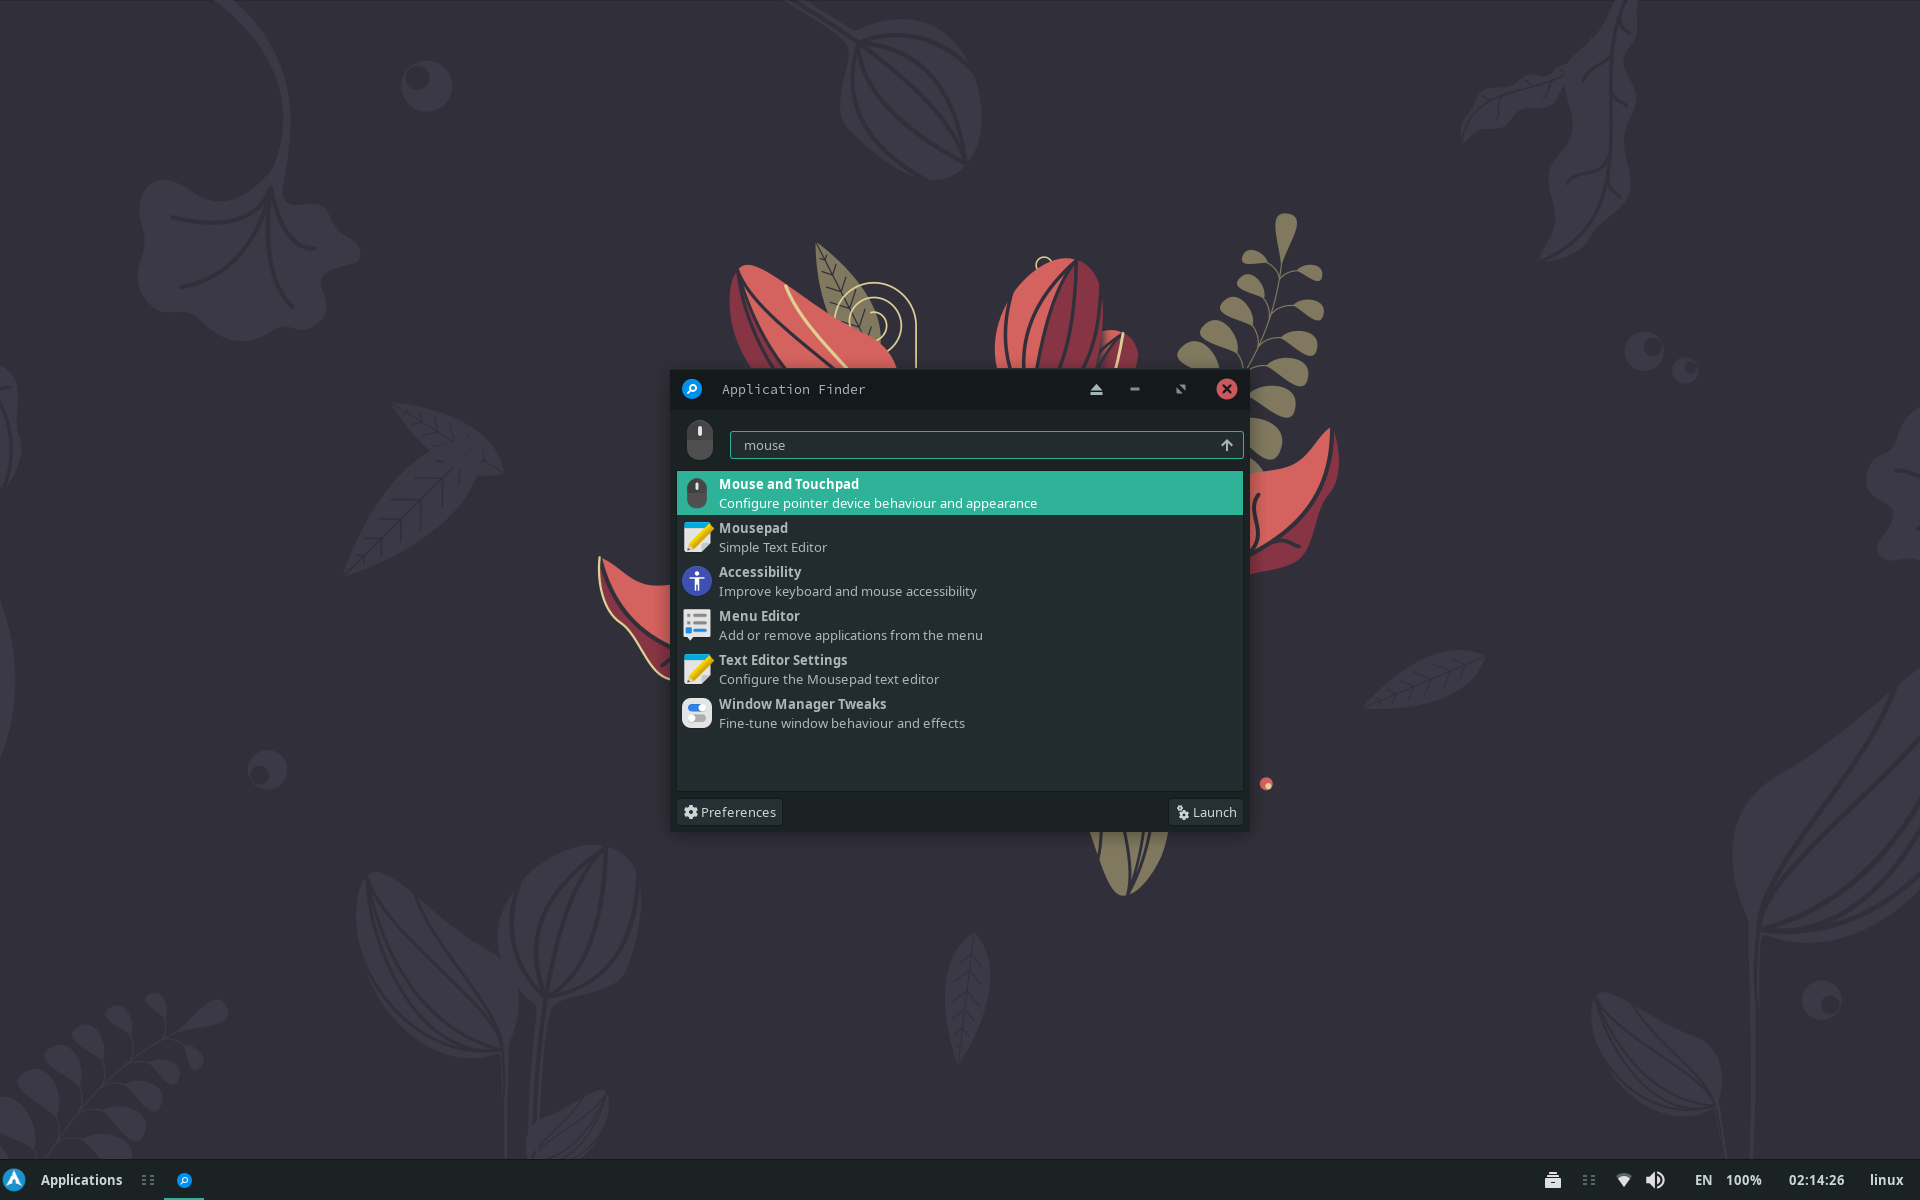 Application Finder
mouse
Mouse and Touchpad
Configure pointer device behaviour and appearance
Mousepad
Simple Text Editor
Accessibility
Improve keyboard and mouse accessibility
Menu Editor
Add or remove applications from the menu
Text Editor Settings
Configure the Mousepad text editor
Window Manager Tweaks
Fine-tune window behaviour and effects
Preferences Launch
Applications EN 100% 02:14:26 linux